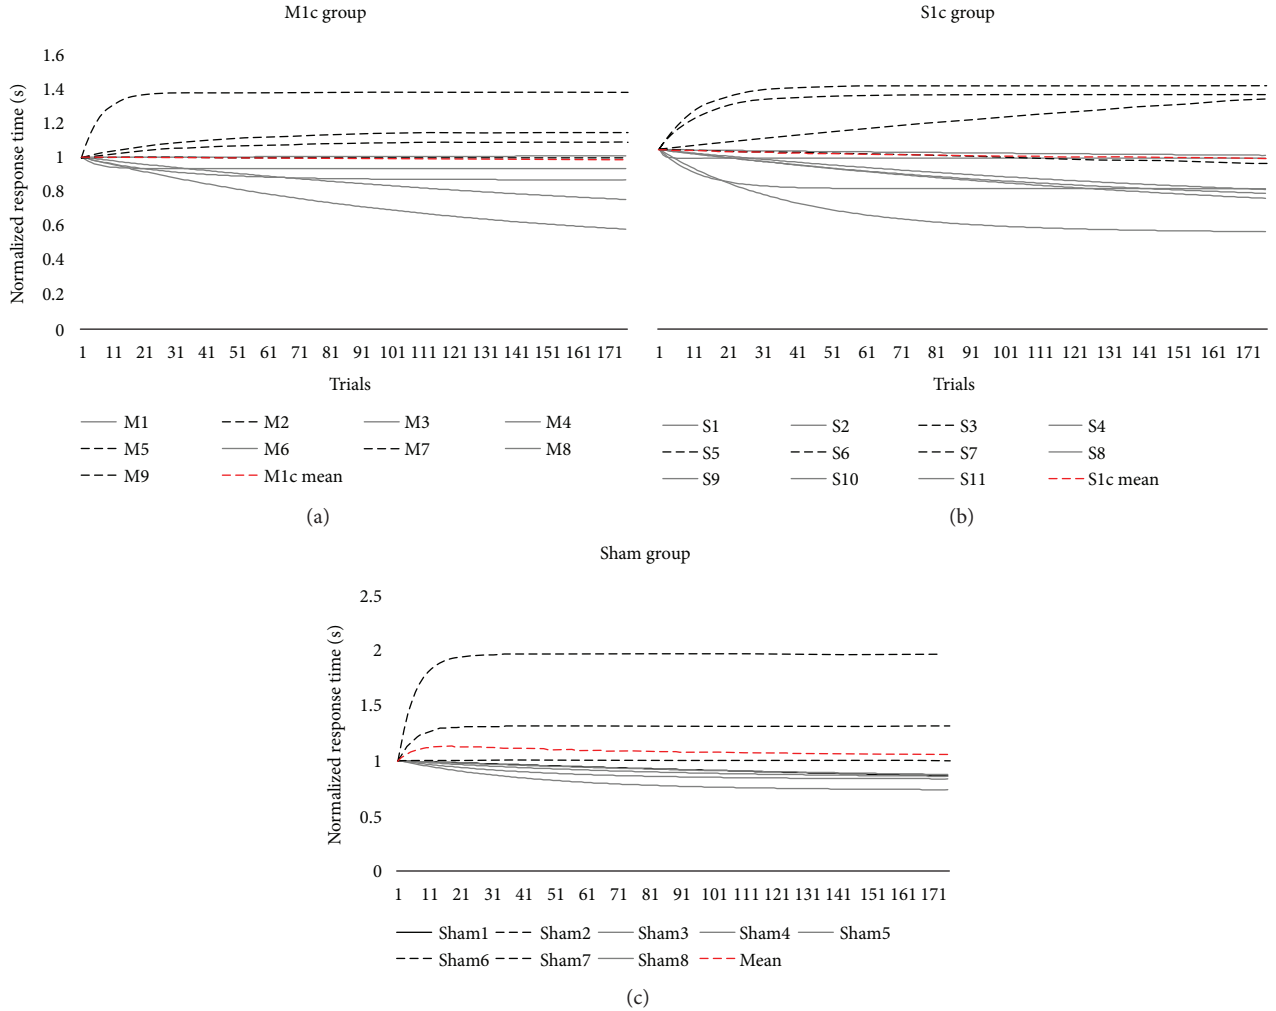 M1c group
Normalized response time (s)
1.6
1.4
1.2
1
0.8
0.6
0.4
0.2
0
1 11 21 31 41 51 61 71 81 91 101 111 121 131 141 151 161 171
Trials
M1 M2 M3 M4
M5 M6 M7 M8
M9 M1c mean
(a)
S1c group
1 11 21 31 41 51 61 71 81 91 101 111 121 131 141 151 161 171
Trials
S1 S2 S3 S4
S5 S6 S7 S8
S9 S10 S11 S1c mean
(b)
Sham group
Normalized response time (s)
2.5
2
1.5
1
0.5
0
1 11 21 31 41 51 61 71 81 91 101 111 121 131 141 151 161 171
Sham1 Sham2 Sham3 Sham4 Sham5
Sham6 Sham7 Sham8 Mean
(c)